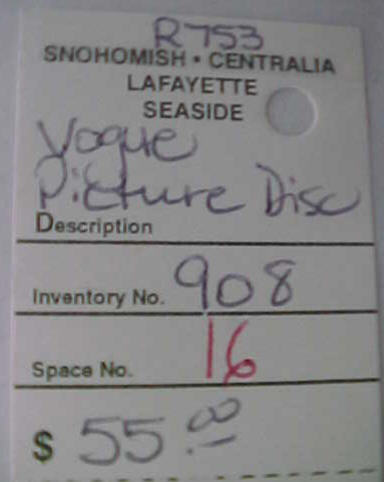 R753
SNOHOMISH • CENTRALIA
LAFAYETTE
SEASIDE
Vogue
Picture Disc
Description
Inventory No. 908
Space No. 16
$ 55.00